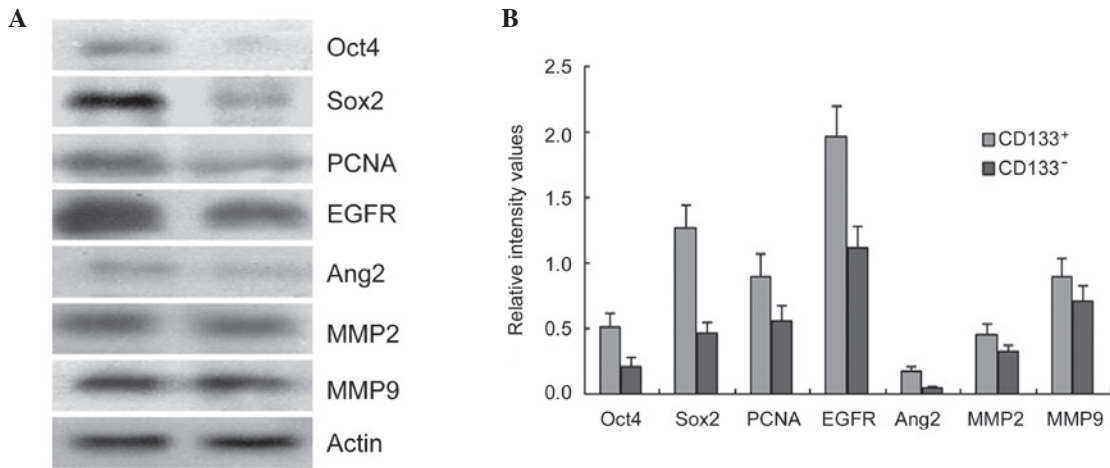 A
Oct4
Sox2
PCNA
EGFR
Ang2
MMP2
MMP9
Actin
B
Relative intensity values
2.5
2.0
1.5
1.0
0.5
0.0
CD133⁺
CD133⁻
Oct4 Sox2 PCNA EGFR Ang2 MMP2 MMP9